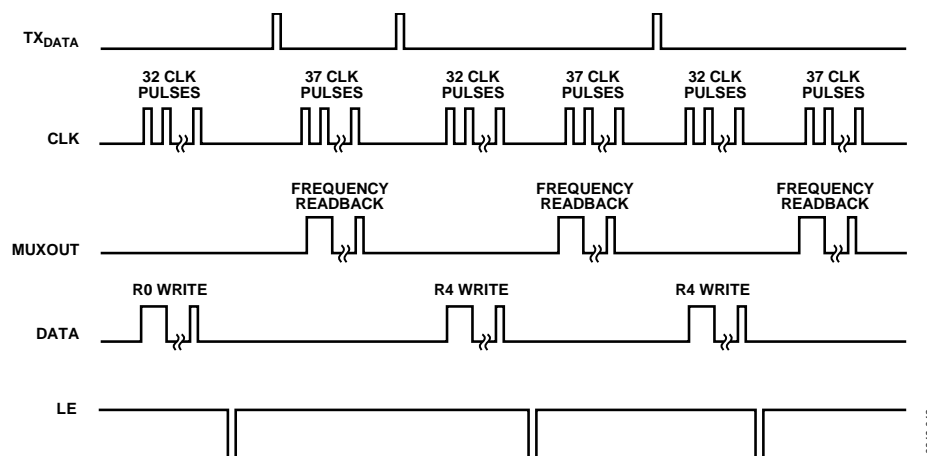 TXDATA
32 CLK
PULSES
37 CLK
PULSES
32 CLK
PULSES
37 CLK
PULSES
32 CLK
PULSES
37 CLK
PULSES
CLK
FREQUENCY
READBACK
FREQUENCY
READBACK
FREQUENCY
READBACK
MUXOUT
R0 WRITE
R4 WRITE
R4 WRITE
DATA
LE